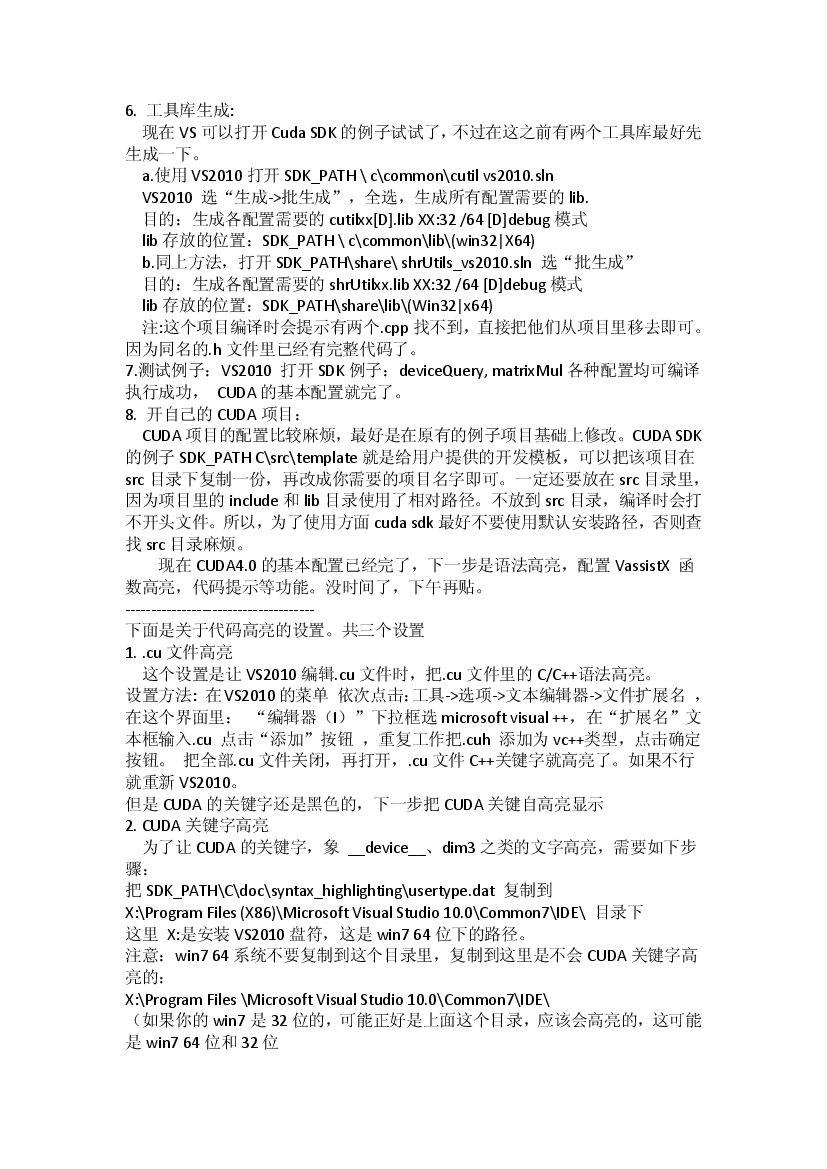 6. 工具库生成:
现在 VS 可以打开 Cuda SDK 的例子试试了，不过在这之前有两个工具库最好先
生成一下。
a.使用 VS2010 打开 SDK_PATH \ c\common\cutil vs2010.sln
VS2010 选“生成->批生成”，全选，生成所有配置需要的 lib.
目的：生成各配置需要的 cutilxx[D].lib XX:32 /64 [D]debug 模式
lib 存放的位置：SDK_PATH \ c\common\lib\(win32|X64)
b.同上方法，打开 SDK_PATH\share\ shrUtils_vs2010.sln 选“批生成”
目的：生成各配置需要的 shrUtilxx.lib XX:32 /64 [D]debug 模式
lib 存放的位置：SDK_PATH\share\lib\(Win32|x64)
注:这个项目编译时会提示有两个.cpp 找不到，直接把他们从项目里移去即可。
因为同名的.h 文件里已经有完整代码了。
7.测试例子：VS2010 打开 SDK 例子：deviceQuery, matrixMul 各种配置均可编译
执行成功， CUDA 的基本配置就完了。
8. 开自己的 CUDA 项目：
CUDA 项目的配置比较麻烦，最好是在原有的例子项目基础上修改。CUDA SDK
的例子 SDK_PATH C\src\template 就是给用户提供的开发模板，可以把该项目在
src 目录下复制一份，再改成你需要的项目名字即可。一定还要放在 src 目录里，
因为项目里的 include 和 lib 目录使用了相对路径。不放到 src 目录，编译时会打
不开头文件。所以，为了使用方面 cuda sdk 最好不要使用默认安装路径，否则查
找 src 目录麻烦。
现在 CUDA4.0 的基本配置已经完了，下一步是语法高亮，配置 VassistX 函
数高亮，代码提示等功能。没时间了，下午再贴。
-------------------------------------
下面是关于代码高亮的设置。共三个设置
1. .cu 文件高亮
这个设置是让 VS2010 编辑.cu 文件时，把.cu 文件里的 C/C++语法高亮。
设置方法: 在 VS2010 的菜单 依次点击：工具->选项->文本编辑器->文件扩展名 ，
在这个界面里： “编辑器（I）”下拉框选 microsoft visual ++，在“扩展名”文
本框输入.cu 点击“添加”按钮 ，重复工作把.cuh 添加为 vc++类型，点击确定
按钮。 把全部.cu 文件关闭，再打开，.cu 文件 C++关键字就高亮了。如果不行
就重新 VS2010。
但是 CUDA 的关键字还是黑色的，下一步把 CUDA 关键自高亮显示
2. CUDA 关键字高亮
为了让 CUDA 的关键字，象 __device__、dim3 之类的文字高亮，需要如下步
骤：
把 SDK_PATH\C\doc\syntax_highlighting\usertype.dat 复制到
X:\Program Files (X86)\Microsoft Visual Studio 10.0\Common7\IDE\ 目录下
这里 X:是安装 VS2010 盘符，这是 win7 64 位下的路径。
注意：win7 64 系统不要复制到这个目录里，复制到这里是不会 CUDA 关键字高
亮的：
X:\Program Files \Microsoft Visual Studio 10.0\Common7\IDE\
（如果你的 win7 是 32 位的，可能正好是上面这个目录，应该会高亮的，这可能
是 win7 64 位和 32 位